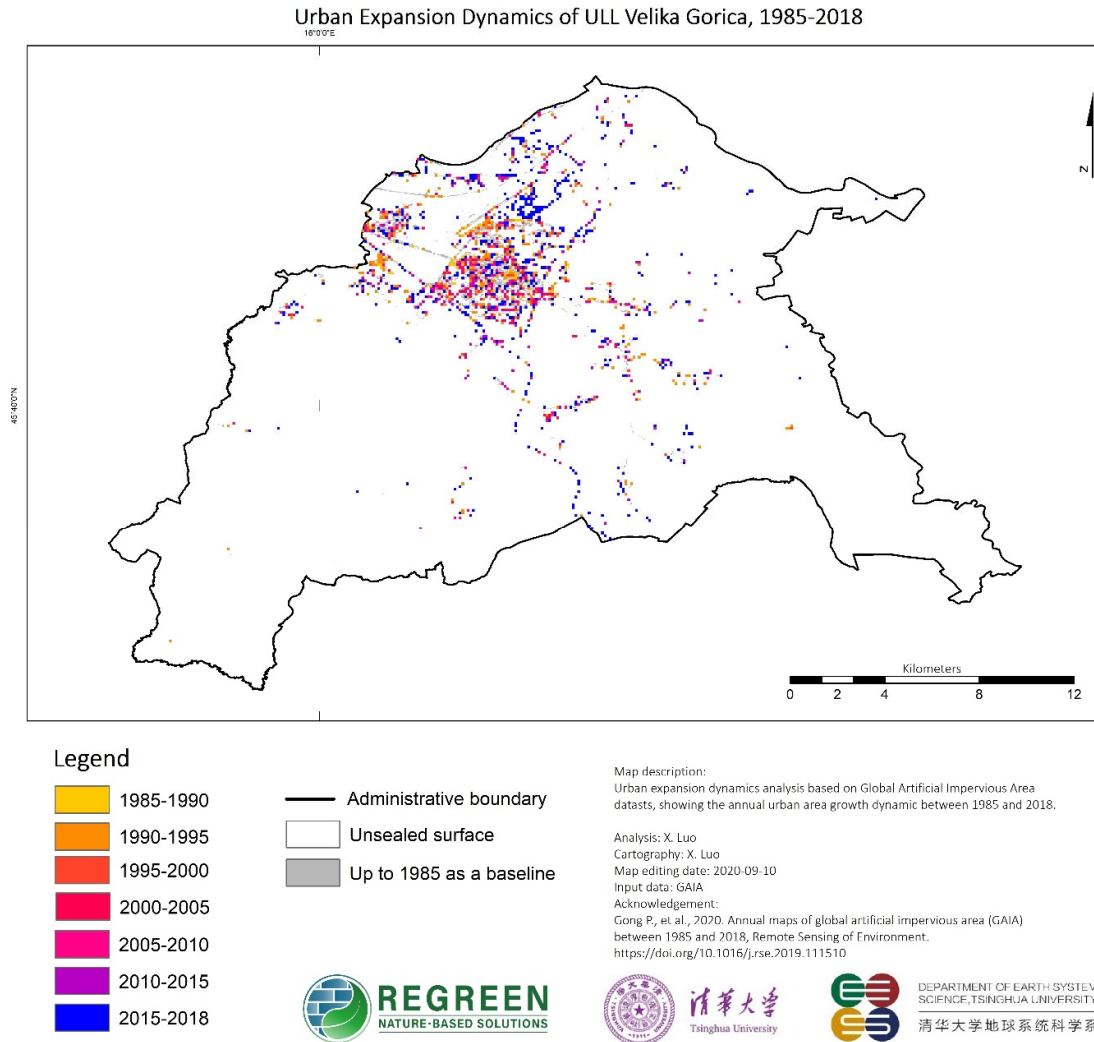 Urban Expansion Dynamics of ULL Velika Gorica, 1985-2018
16°0'0"E
N
45°40'0"N
Kilometers
0 2 4 8 12
Legend
1985-1990
1990-1995
1995-2000
2000-2005
2005-2010
2010-2015
2015-2018
Administrative boundary
Unsealed surface
Up to 1985 as a baseline
Map description:
Urban expansion dynamics analysis based on Global Artificial Impervious Area
datasts, showing the annual urban area growth dynamic between 1985 and 2018.
Analysis: X. Luo
Cartography: X. Luo
Map editing date: 2020-09-10
Input data: GAIA
Acknowledgement:
Gong P., et al., 2020. Annual maps of global artificial impervious area (GAIA)
between 1985 and 2018, Remote Sensing of Environment.
https://doi.org/10.1016/j.rse.2019.111510
REGREEN
NATURE-BASED SOLUTIONS
清华大学
Tsinghua University
DEPARTMENT OF EARTH SYSTEM
SCIENCE,TSINGHUA UNIVERSITY
清华大学地球系统科学系